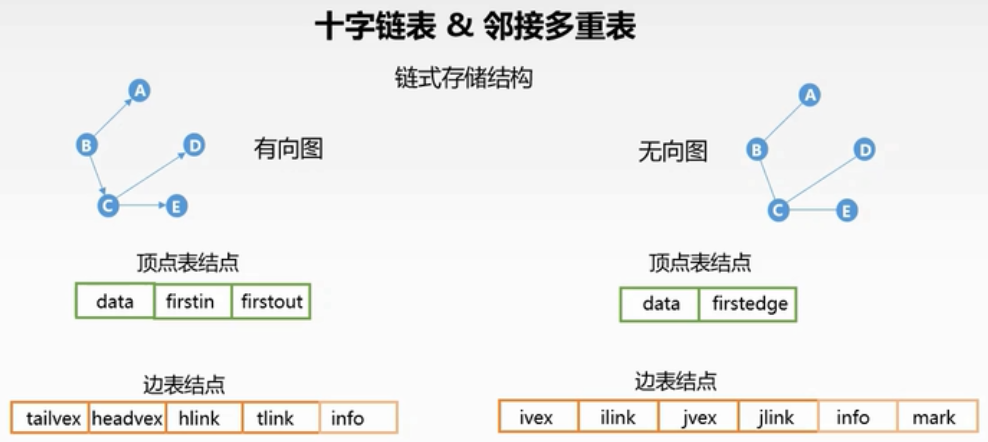 十字链表 & 邻接多重表
链式存储结构
A
B
D
C
E
有向图
顶点表结点
data firstin firstout
边表结点
tailvex headvex hlink tlink info
无向图
A
B
D
C
E
顶点表结点
data firstedge
边表结点
ivex ilink jvex jlink info mark